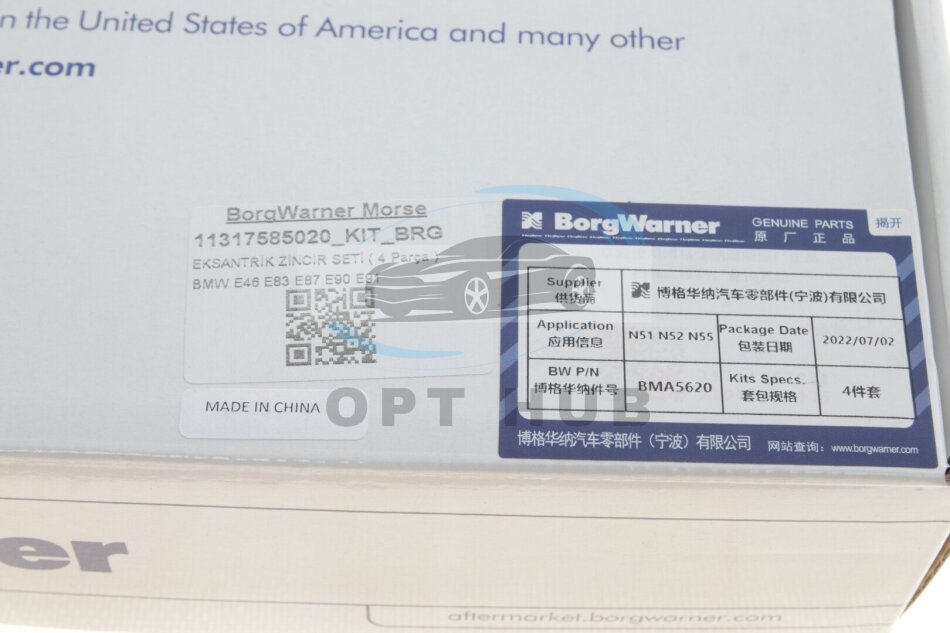 n the United States of America and many other
er.com
BorgWarner Morse
11317585020_KIT_BRG
EKSANTRİK ZİNCİR SETİ ( 4 Parça )
BMW E46 E83 E87 E90 E91
MADE IN CHINA
OPT HUB
BorgWarner GENUINE PARTS 揭开
原厂正品
Supplier 博格华纳汽车零部件(宁波)有限公司
供货商
Application N51 N52 N55 Package Date 2022/07/02
应用信息 包装日期
BW P/N BMA5620 Kits Specs. 4件套
博格华纳件号 套包规格
博格华纳汽车零部件（宁波）有限公司 网站查询：www.borgwarner.com
ner
aftermarket.borgwarner.com